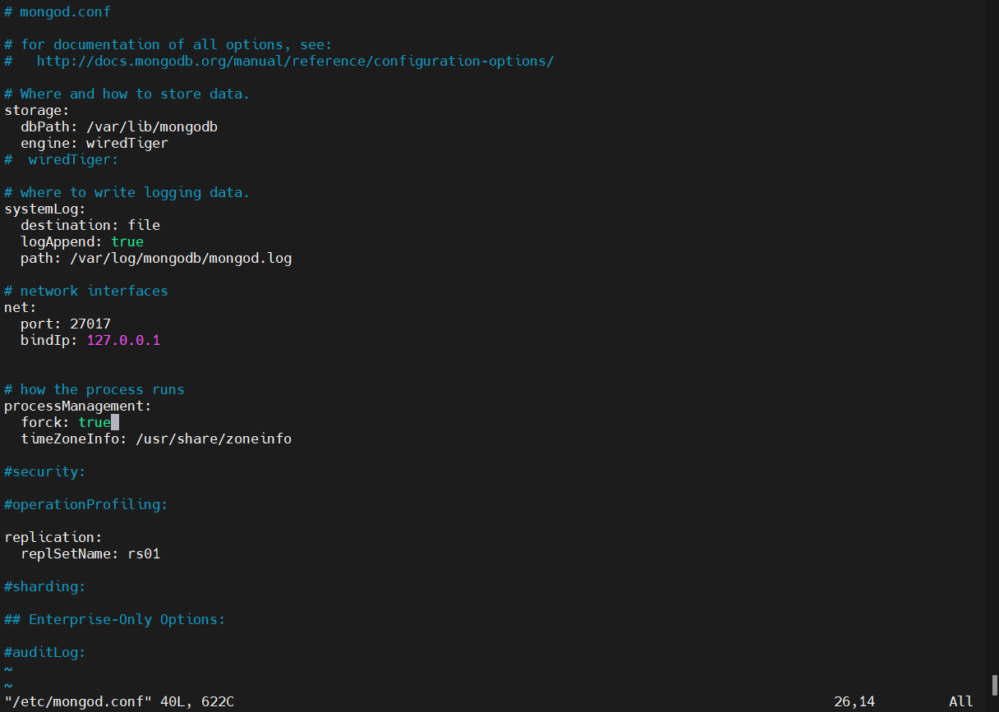 # mongod.conf
# for documentation of all options, see:
#   http://docs.mongodb.org/manual/reference/configuration-options/
# Where and how to store data.
storage:
  dbPath: /var/lib/mongodb
  engine: wiredTiger
#  wiredTiger:
# where to write logging data.
systemLog:
  destination: file
  logAppend: true
  path: /var/log/mongodb/mongod.log
# network interfaces
net:
  port: 27017
  bindIp: 127.0.0.1
# how the process runs
processManagement:
  forck: true
  timeZoneInfo: /usr/share/zoneinfo
#security:
#operationProfiling:
replication:
  replSetName: rs01
#sharding:
## Enterprise-Only Options:
#auditLog:
~
~
"/etc/mongod.conf" 40L, 622C 26,14 All